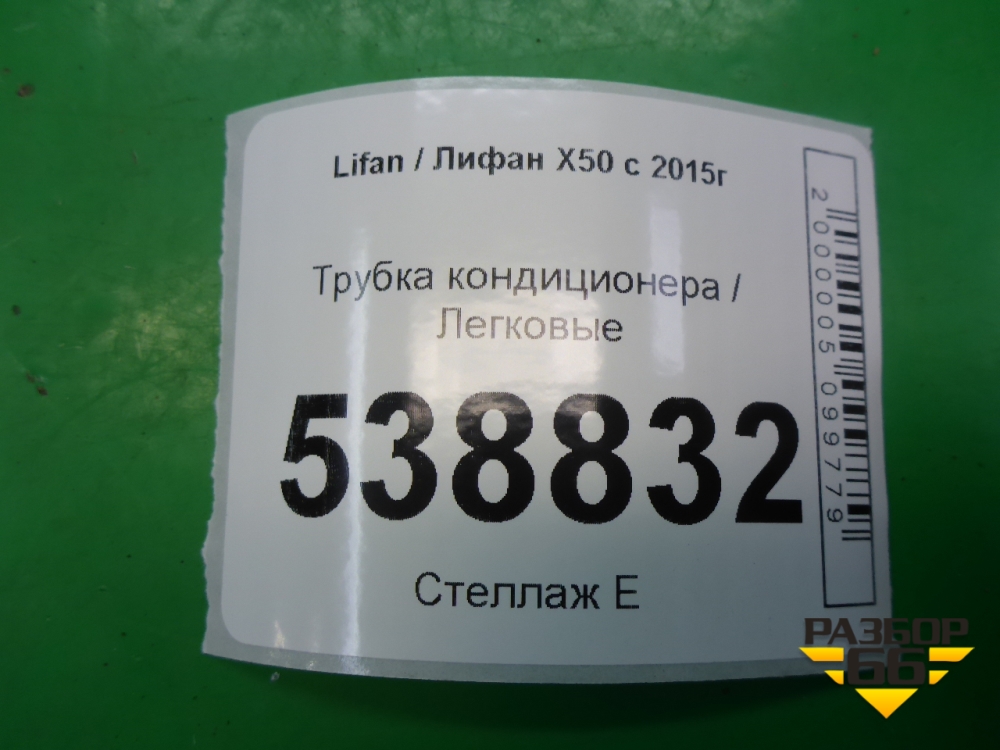 Lifan / Лифан X50 с 2015г
Трубка кондиционера /
Легковые
538832
Стеллаж Е
2000005099779
РАЗБОР
66